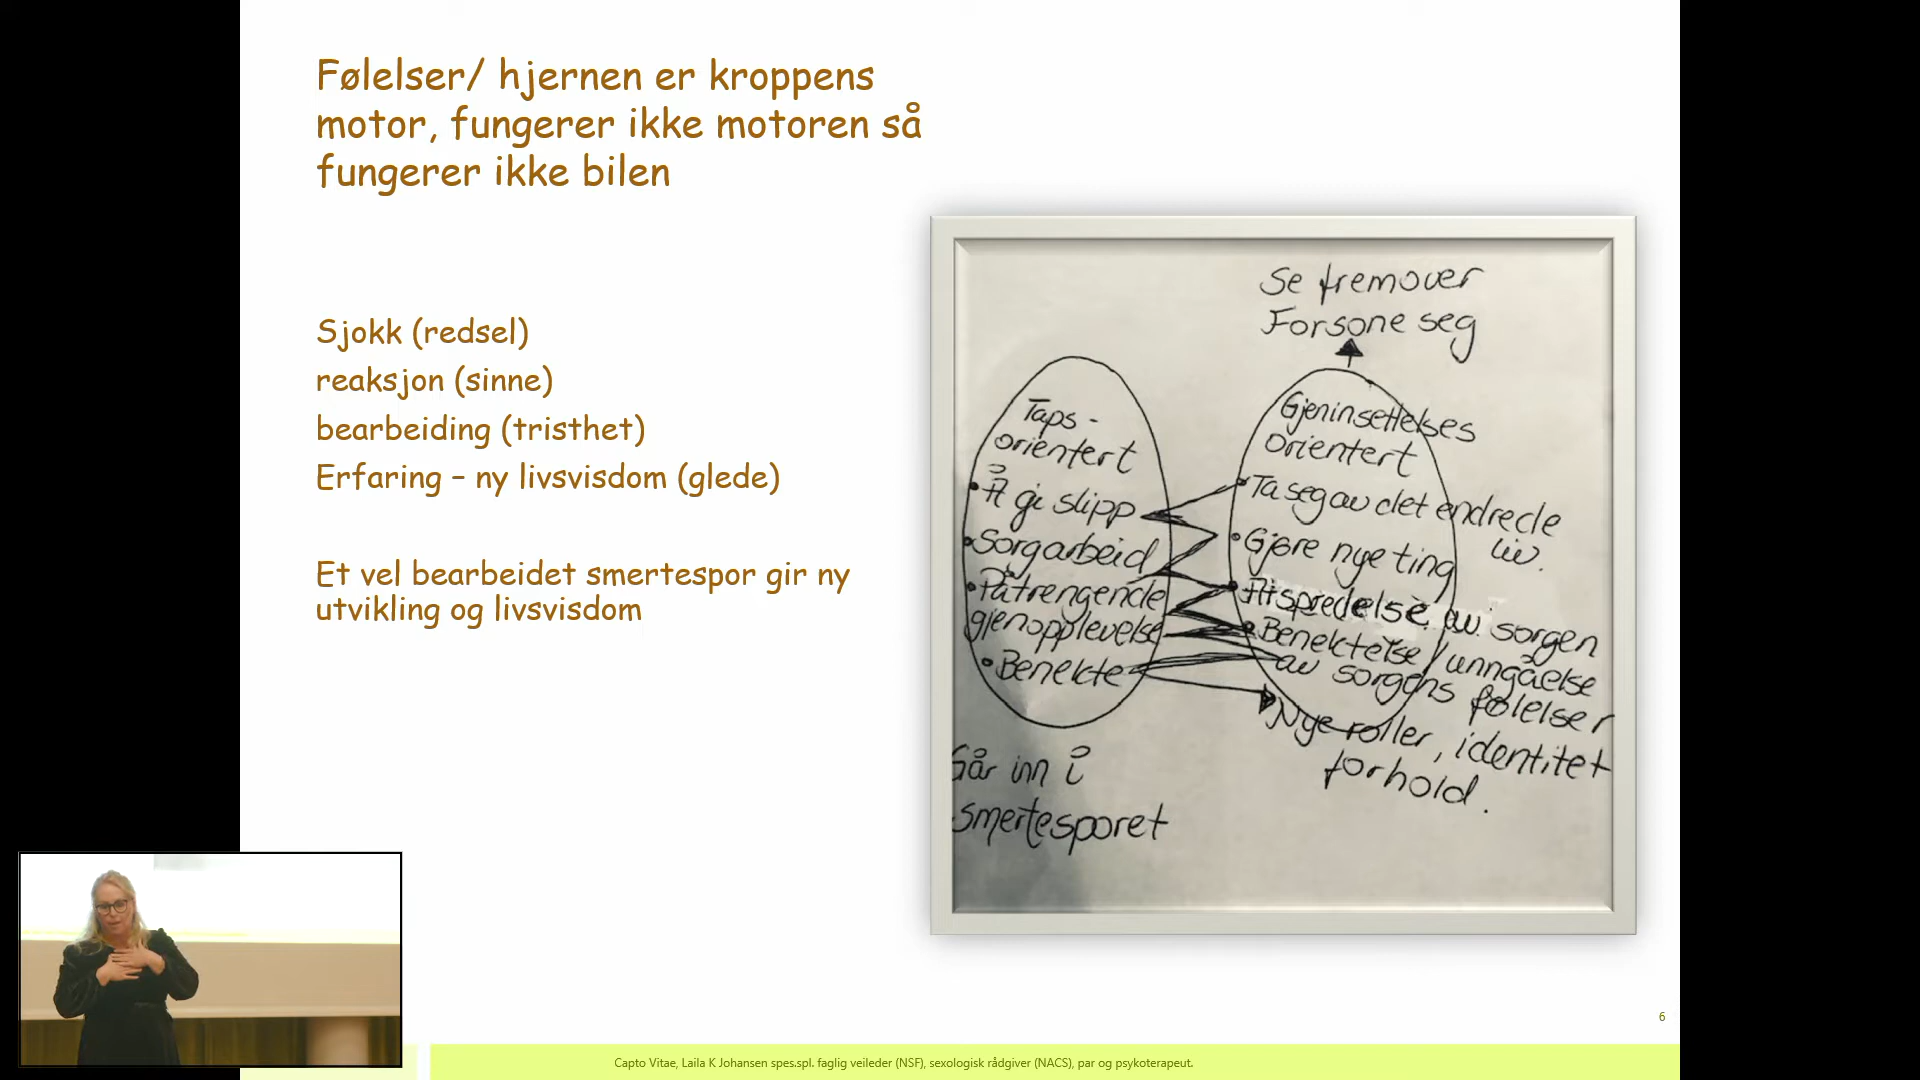 Følelser/ hjernen er kroppens
motor, fungerer ikke motoren så
fungerer ikke bilen
Sjokk (redsel)
reaksjon (sinne)
bearbeiding (tristhet)
Erfaring – ny livsvisdom (glede)
Et vel bearbeidet smertespor gir ny
utvikling og livsvisdom
Se fremover
Forsone seg
Taps-
orientert
• Å gi slipp
• Sorgarbeid
• Påtrengende
gjenopplevelse
• Benekte
Går inn i
smertesporet
Gjeninsettelses
orientert
• Ta seg av det endrede
liv.
• Gjøre nye ting
• Atspredelse av sorgen
• Benektelse/unngåelse
av sorgens følelser
Nye roller, identitet
forhold.
6
Capto Vitae, Laila K Johansen spes.spl. faglig veileder (NSF), sexologisk rådgiver (NACS), par og psykoterapeut.